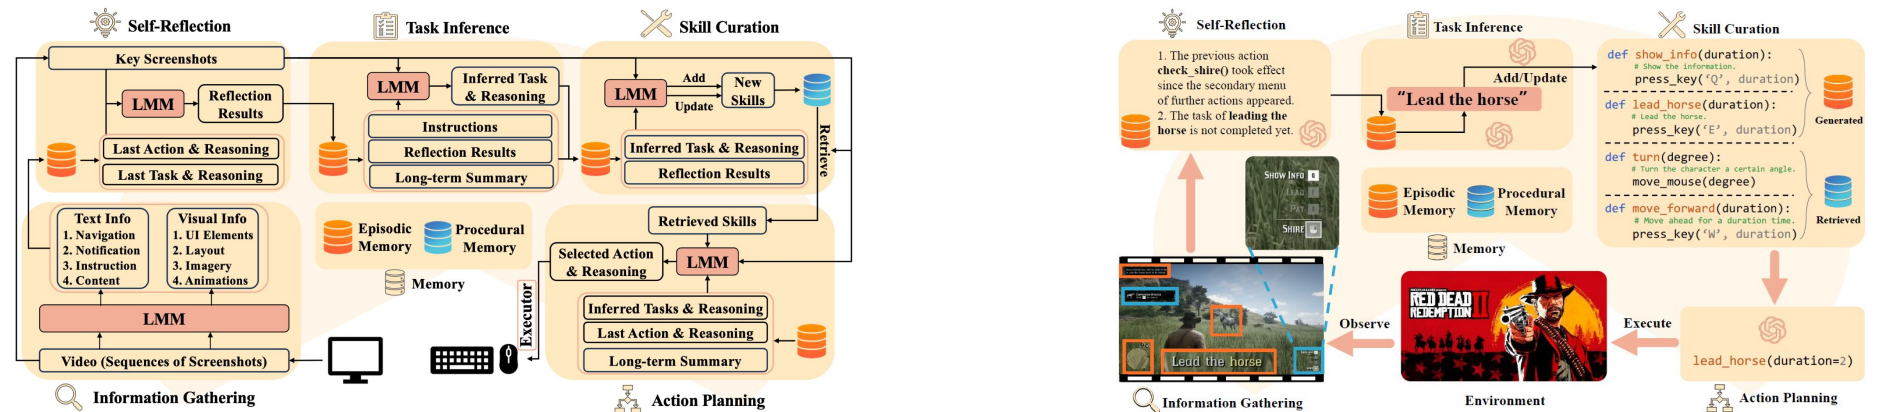 Self-Reflection
Task Inference
Skill Curation
Key Screenshots
LMM
Reflection
Results
Last Action & Reasoning
Last Task & Reasoning
LMM
Inferred Task
& Reasoning
Instructions
Reflection Results
Long-term Summary
LMM
Add
Update
New
Skills
Inferred Task & Reasoning
Reflection Results
Retrieve
Text Info
1. Navigation
2. Notification
3. Instruction
4. Content
Visual Info
1. UI Elements
2. Layout
3. Imagery
4. Animations
LMM
Video (Sequences of Screenshots)
Information Gathering
Episodic
Memory
Procedural
Memory
Memory
Retrieved Skills
Selected Action
& Reasoning
LMM
Executor
Inferred Tasks & Reasoning
Last Action & Reasoning
Long-term Summary
Action Planning
Self-Reflection
Task Inference
Skill Curation
1. The previous action
check_shire() took effect
since the secondary menu
of further actions appeared.
2. The task of leading the
horse is not completed yet.
Add/Update
"Lead the horse"
def show_info(duration):
# Show the information.
press_key('Q', duration)
def lead_horse(duration):
# Lead the horse.
press_key('E', duration)
Generated
def turn(degree):
# Turn the character a certain angle.
move_mouse(degree)
def move_forward(duration):
# Move ahead for a duration time.
press_key('W', duration)
Retrieved
Episodic
Memory
Procedural
Memory
Memory
SHOW INFO
LEAD
PAT
SHIRE
Lead the horse
Information Gathering
Observe
RED DEAD
REDEMPTION II
Environment
Execute
lead_horse(duration=2)
Action Planning